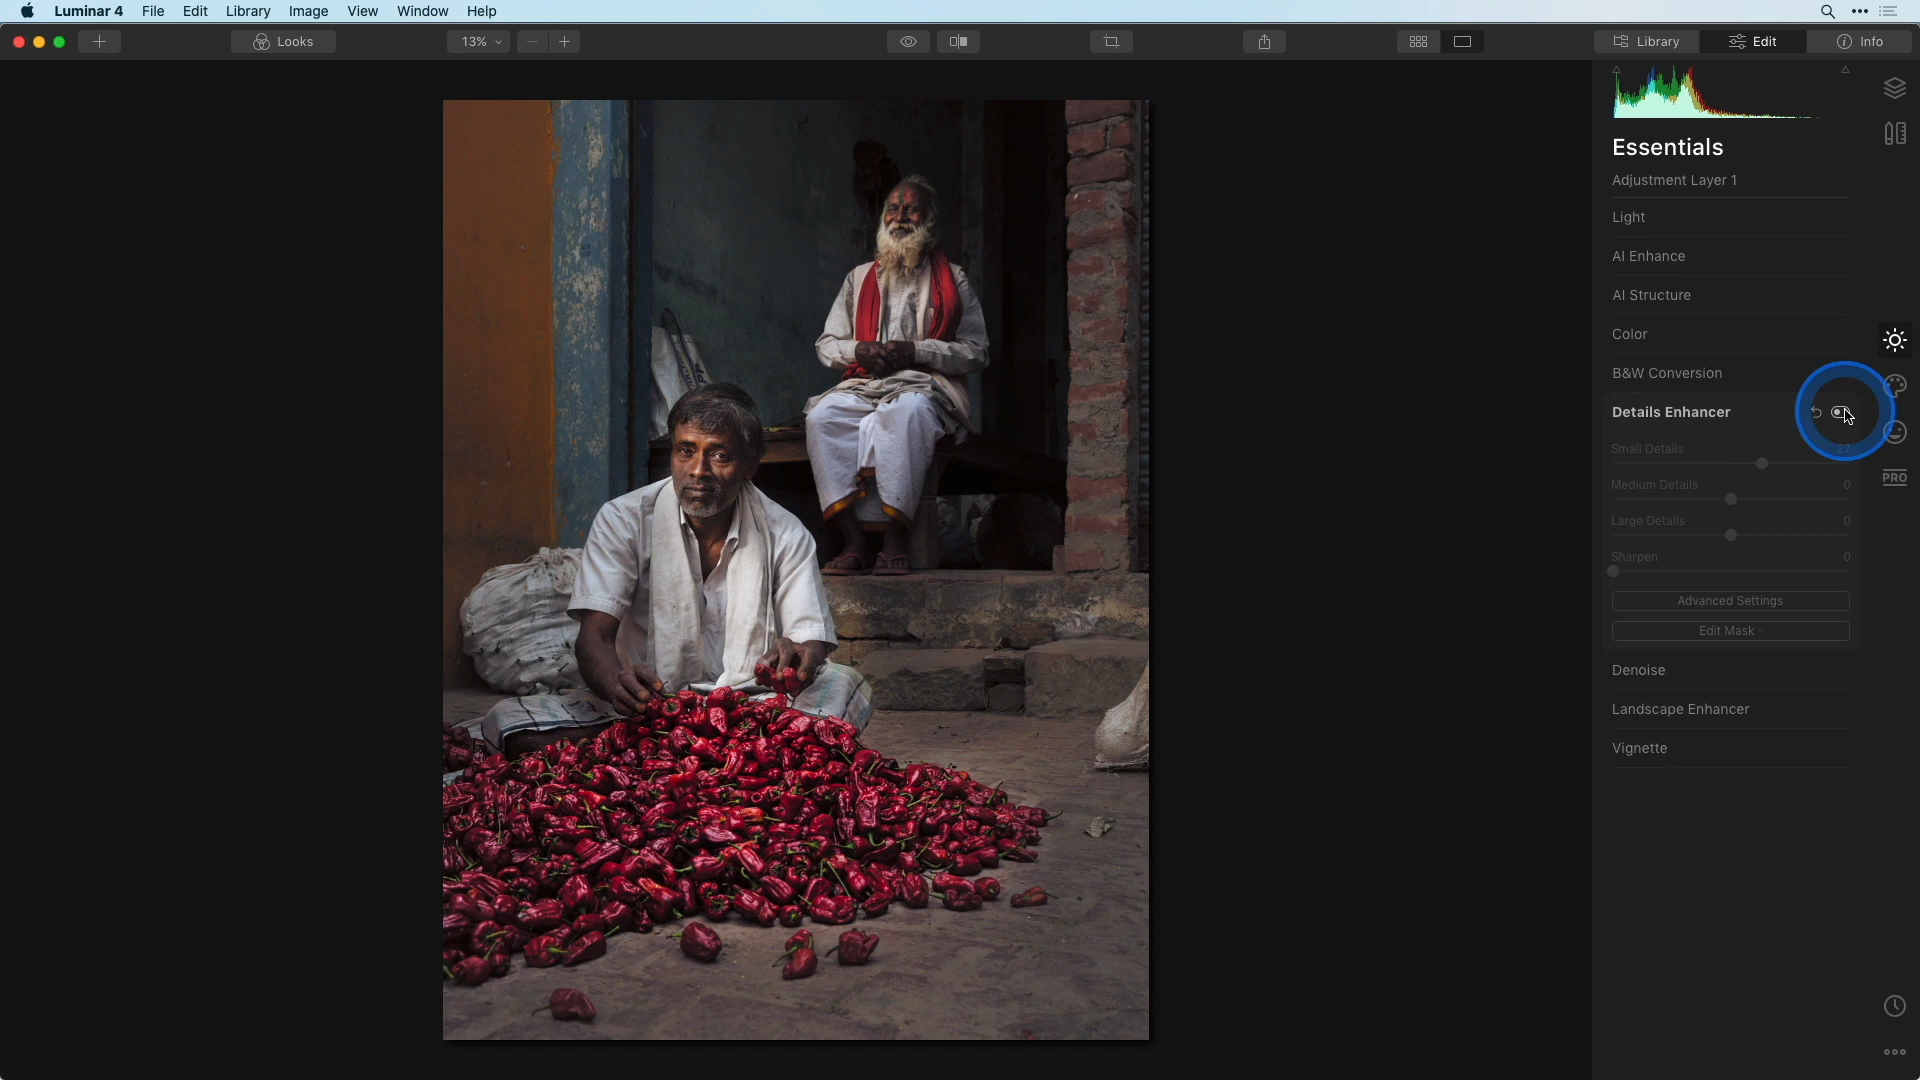 Luminar 4 File Edit Library Image View Window Help
Looks 13% Library Edit Info
Essentials
Adjustment Layer 1
Light
AI Enhance
AI Structure
Color
B&W Conversion
Details Enhancer
Small Details 27
Medium Details 0
Large Details 0
Sharpen 0
Advanced Settings
Edit Mask
Denoise
Landscape Enhancer
Vignette
PRO